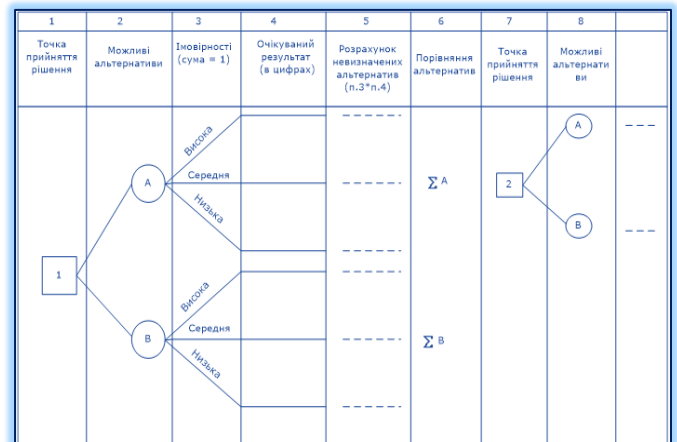 1
2
3
4
5
6
7
8
Точка
прийняття
рішення
Можливі
альтернативи
Імовірності
(сума = 1)
Очікуваний
результат
(в цифрах)
Розрахунок
невизначених
альтернатив
(п.3*п.4)
Порівняння
альтернатив
Точка
прийняття
рішення
Можливі
альтернати
ви
1
A
Висока
Середня
Низька
Σ A
B
Висока
Середня
Низька
Σ B
2
A
B